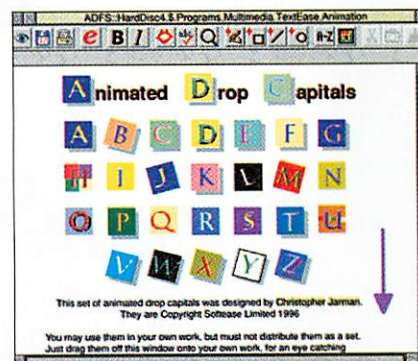 ADFS::HardDisc4.$.Programs.Multimedia.TextEase.Animation
e B I abc Q A-Z
Animated Drop Capitals
A B C D E F G
H I J K L M N
O P Q R S T U
V W X Y Z
This set of animated drop capitals was designed by Christopher Jarman.
They are Copyright Softease Limited 1996
You may use them in your own work, but must not distribute them as a set.
Just drag them off this window onto your own work, for an eye catching